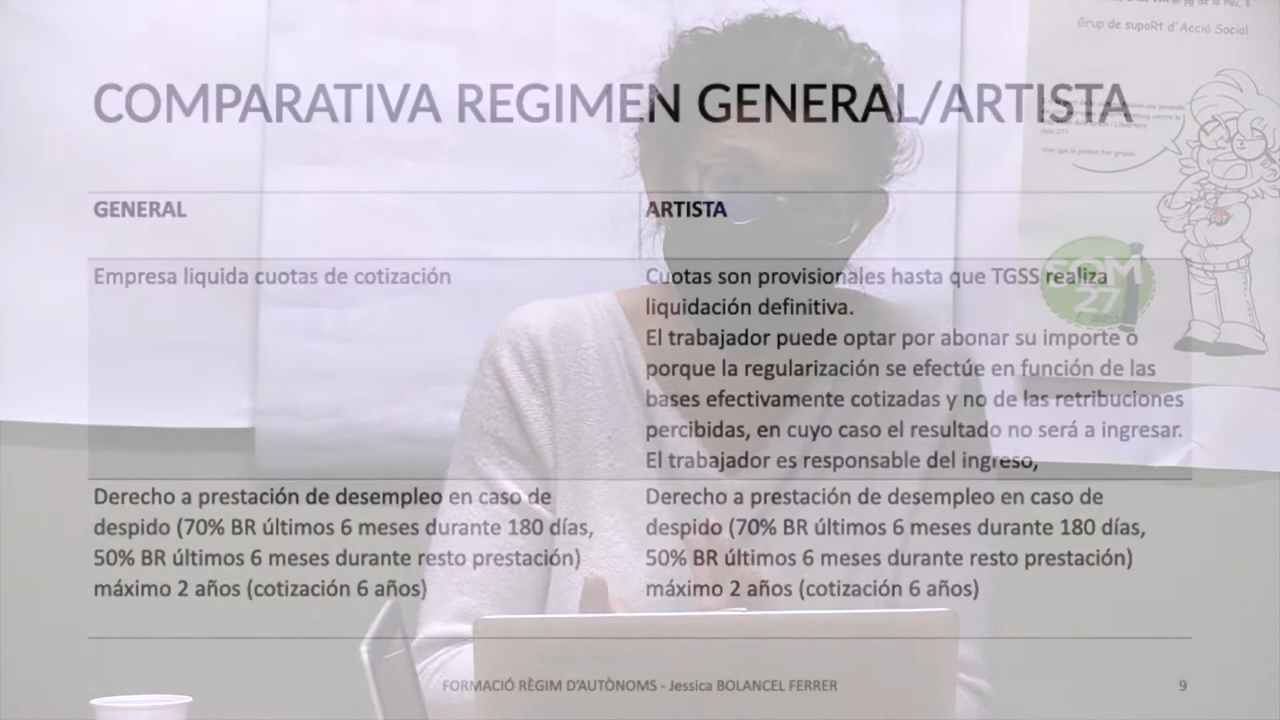 Grup de supoRt d'Acció Social
COMPARATIVA REGIMEN GENERAL/ARTISTA
GENERAL
ARTISTA
Empresa liquida cuotas de cotización
Cuotas son provisionales hasta que TGSS realiza
liquidación definitiva.
El trabajador puede optar por abonar su importe o
porque la regularización se efectúe en función de las
bases efectivamente cotizadas y no de las retribuciones
percibidas, en cuyo caso el resultado no será a ingresar.
El trabajador es responsable del ingreso,
SOM
27
Derecho a prestación de desempleo en caso de
despido (70% BR últimos 6 meses durante 180 días,
50% BR últimos 6 meses durante resto prestación)
máximo 2 años (cotización 6 años)
Derecho a prestación de desempleo en caso de
despido (70% BR últimos 6 meses durante 180 días,
50% BR últimos 6 meses durante resto prestación)
máximo 2 años (cotización 6 años)
FORMACIÓ RÈGIM D'AUTÒNOMS - Jessica BOLANCEL FERRER
9